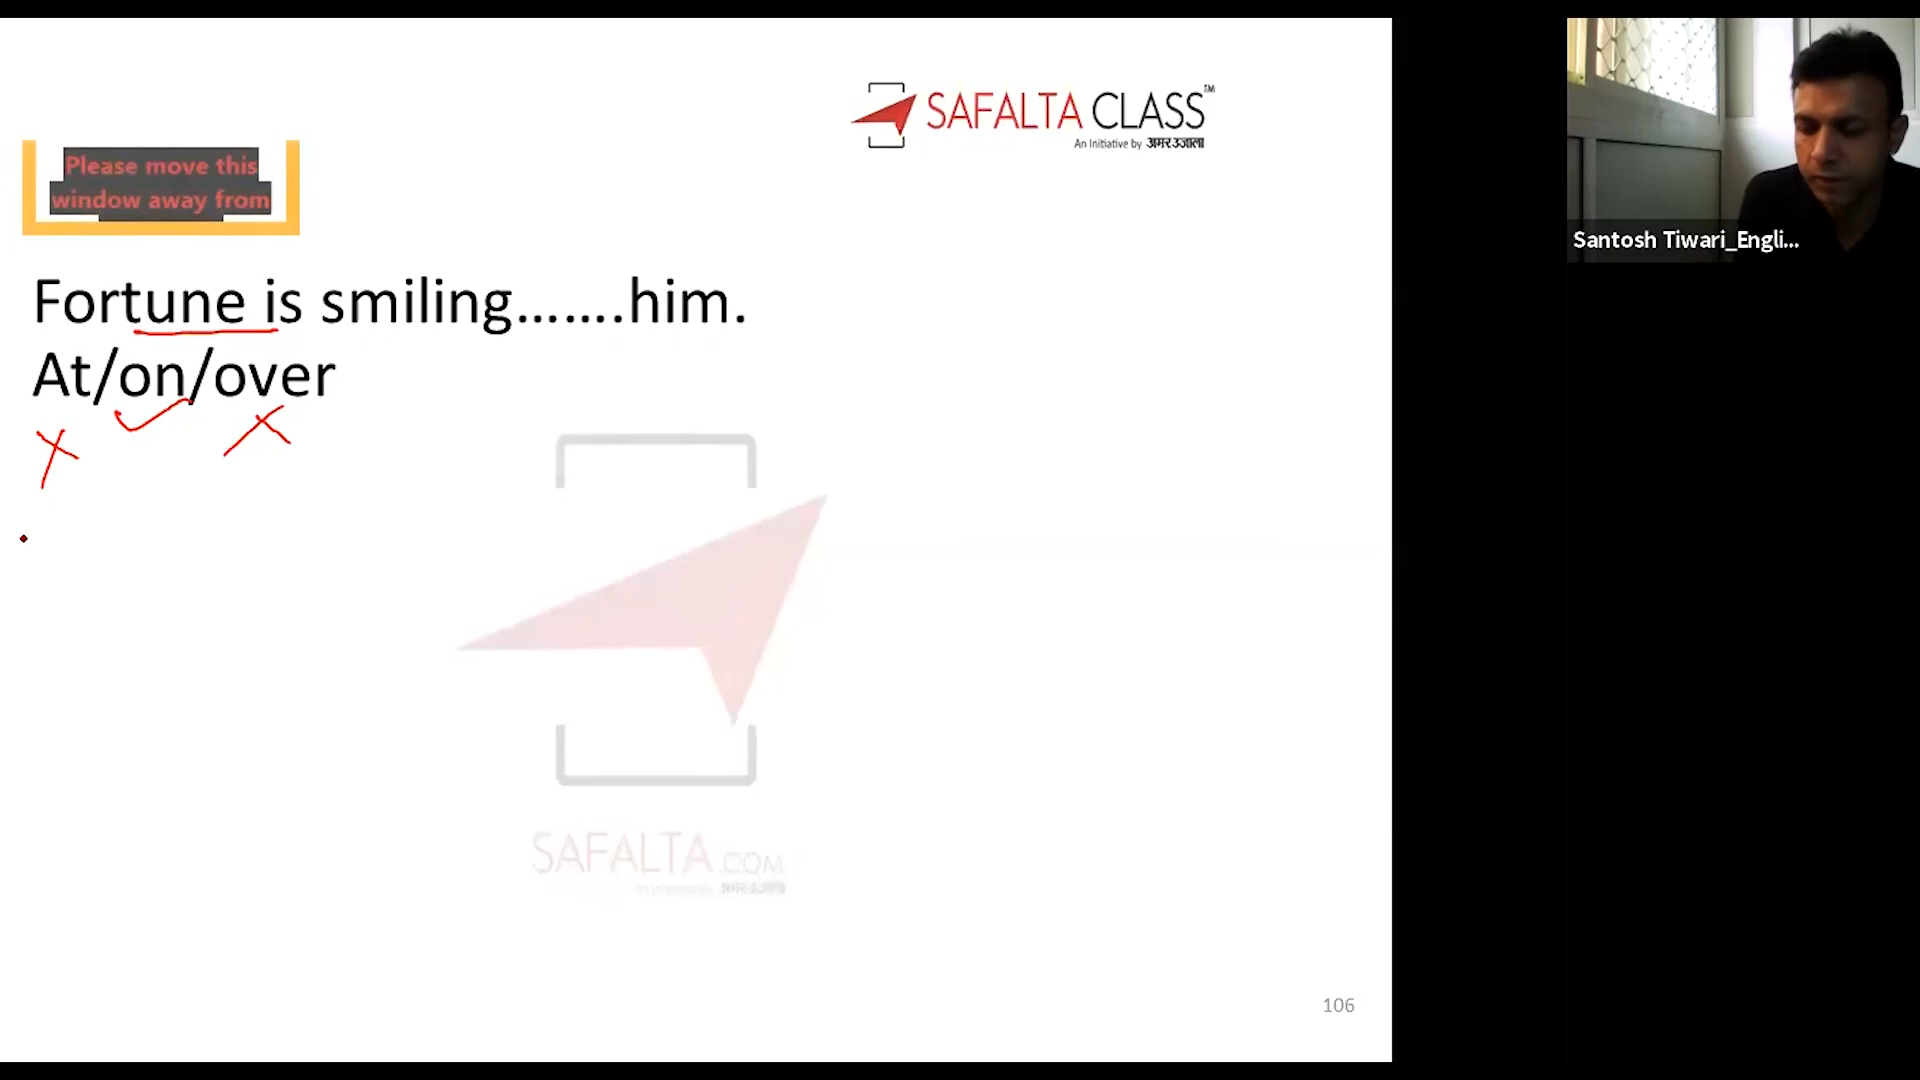 SAFALTA CLASS™
An Initiative by अमर उजाला
Please move this
window away from
Santosh Tiwari_Engli...
Fortune is smiling.......him.
At/on/over
SAFALTA.COM
106